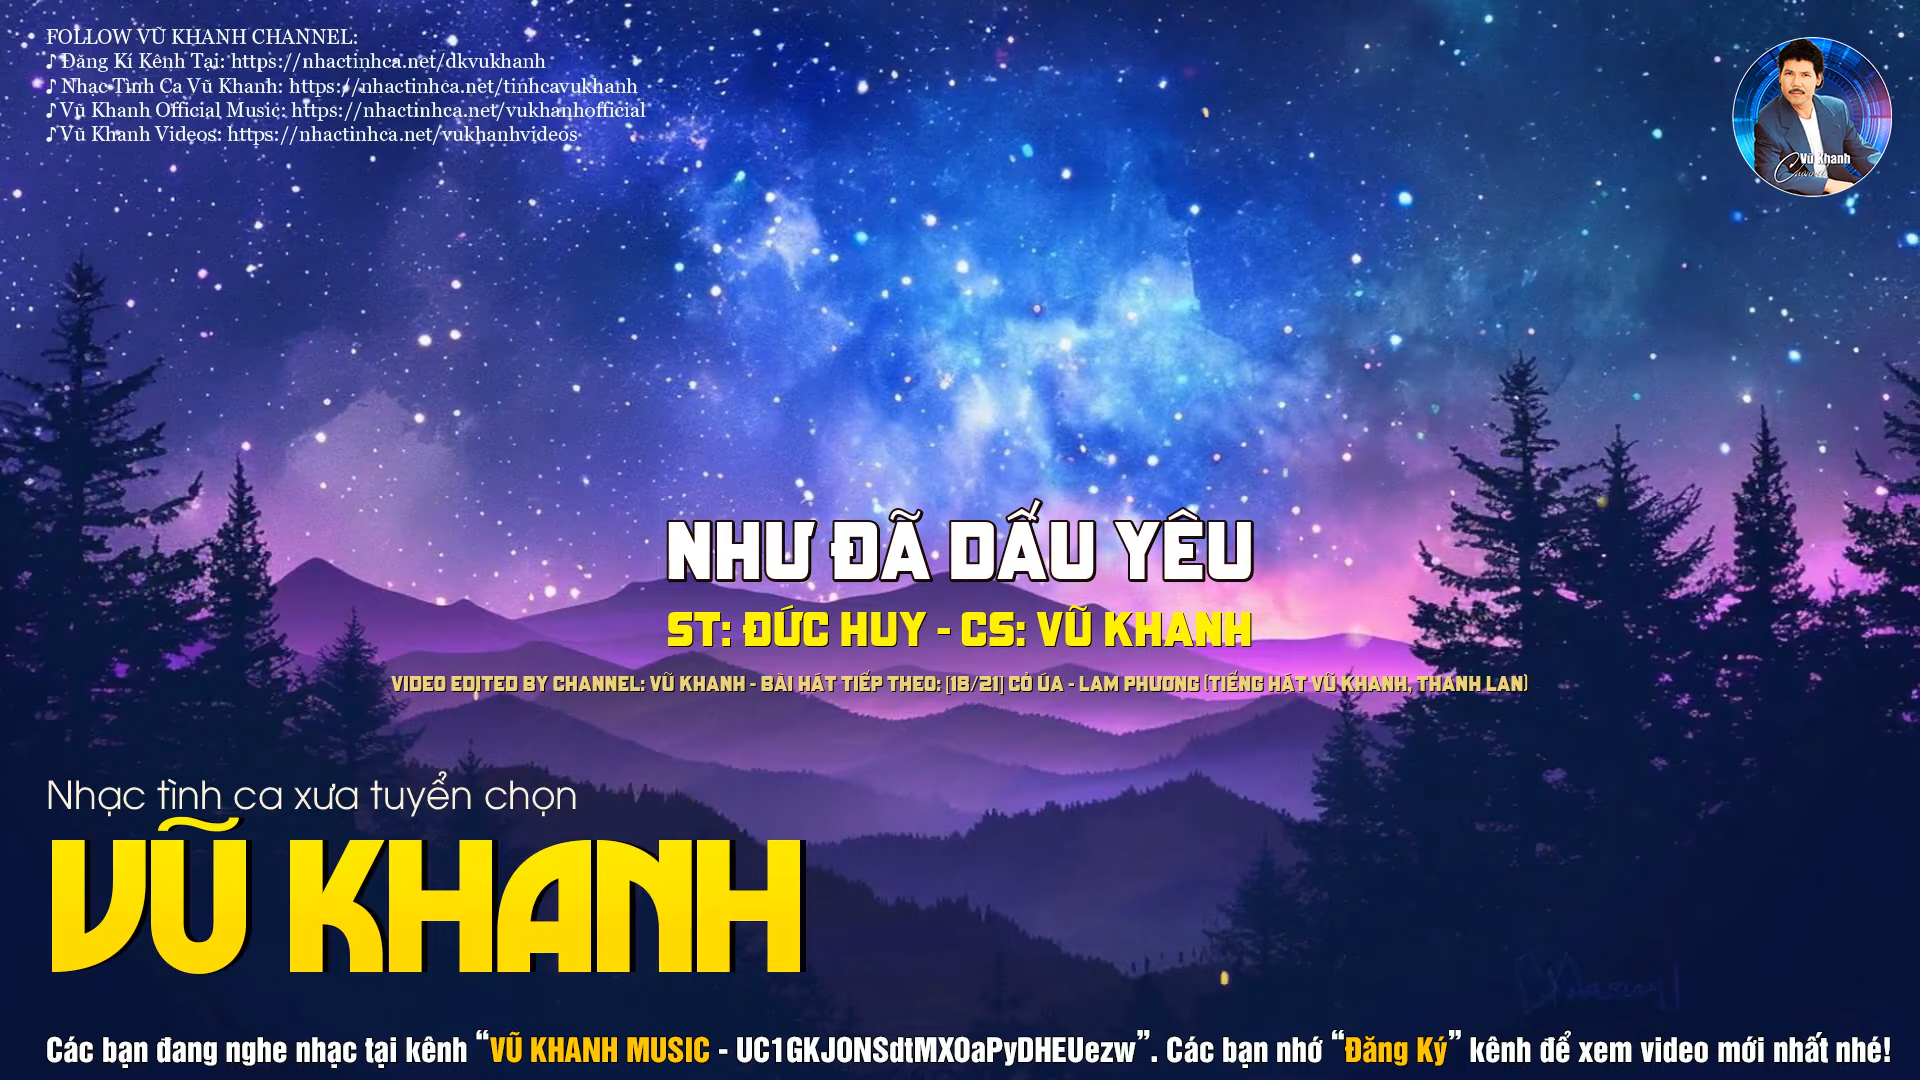 FOLLOW VŨ KHANH CHANNEL:
♪ Đăng Kí Kênh Tại: https://nhactinhca.net/dkvukhanh
♪ Nhạc Tình Ca Vũ Khanh: https://nhactinhca.net/tinhcavukhanh
♪ Vũ Khanh Official Music: https://nhactinhca.net/vukhanhofficial
♪ Vũ Khanh Videos: https://nhactinhca.net/vukhanhvideos
Vũ Khanh
Channel
NHƯ ĐÃ DẤU YÊU
ST: ĐỨC HUY - CS: VŨ KHANH
VIDEO EDITED BY CHANNEL: VŨ KHANH - BÀI HÁT TIẾP THEO: [18/21] CỎ ÚA - LAM PHƯƠNG (TIẾNG HÁT VŨ KHANH, THANH LAN)
Nhạc tình ca xưa tuyển chọn
VŨ KHANH
Các bạn đang nghe nhạc tại kênh “VŨ KHANH MUSIC - UC1GKJ0NSdtMXOaPyDHEUezw”. Các bạn nhớ “Đăng Ký” kênh để xem video mới nhất nhé!